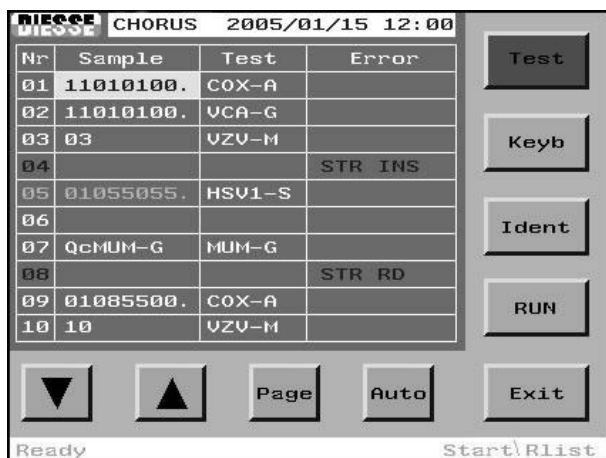 DIESSE CHORUS 2005/01/15 12:00
Nr Sample Test Error
01 11010100. COX-A
02 11010100. VCA-G
03 03 VZV-M
04 STR INS
05 01055055. HSV1-S
06
07 QcMUM-G MUM-G
08 STR RD
09 01085500. COX-A
10 10 VZV-M
Test
Keyb
Ident
RUN
Page Auto Exit
Ready Start\Rlist